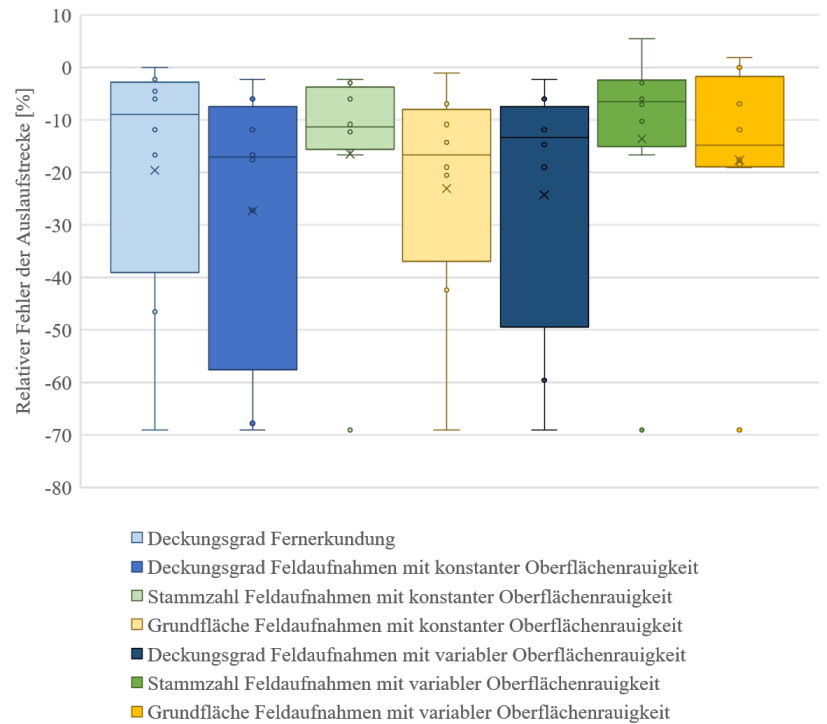 Relativer Fehler der Auslaufstrecke [%]
10
0
-10
-20
-30
-40
-50
-60
-70
-80
Deckungsgrad Fernerkundung
Deckungsgrad Feldaufnahmen mit konstanter Oberflächenrauigkeit
Stammzahl Feldaufnahmen mit konstanter Oberflächenrauigkeit
Grundfläche Feldaufnahmen mit konstanter Oberflächenrauigkeit
Deckungsgrad Feldaufnahmen mit variabler Oberflächenrauigkeit
Stammzahl Feldaufnahmen mit variabler Oberflächenrauigkeit
Grundfläche Feldaufnahmen mit variabler Oberflächenrauigkeit